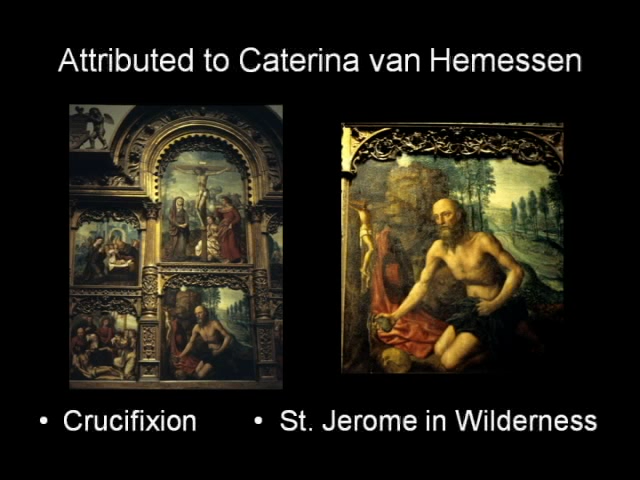 Attributed to Caterina van Hemessen
• Crucifixion
• St. Jerome in Wilderness